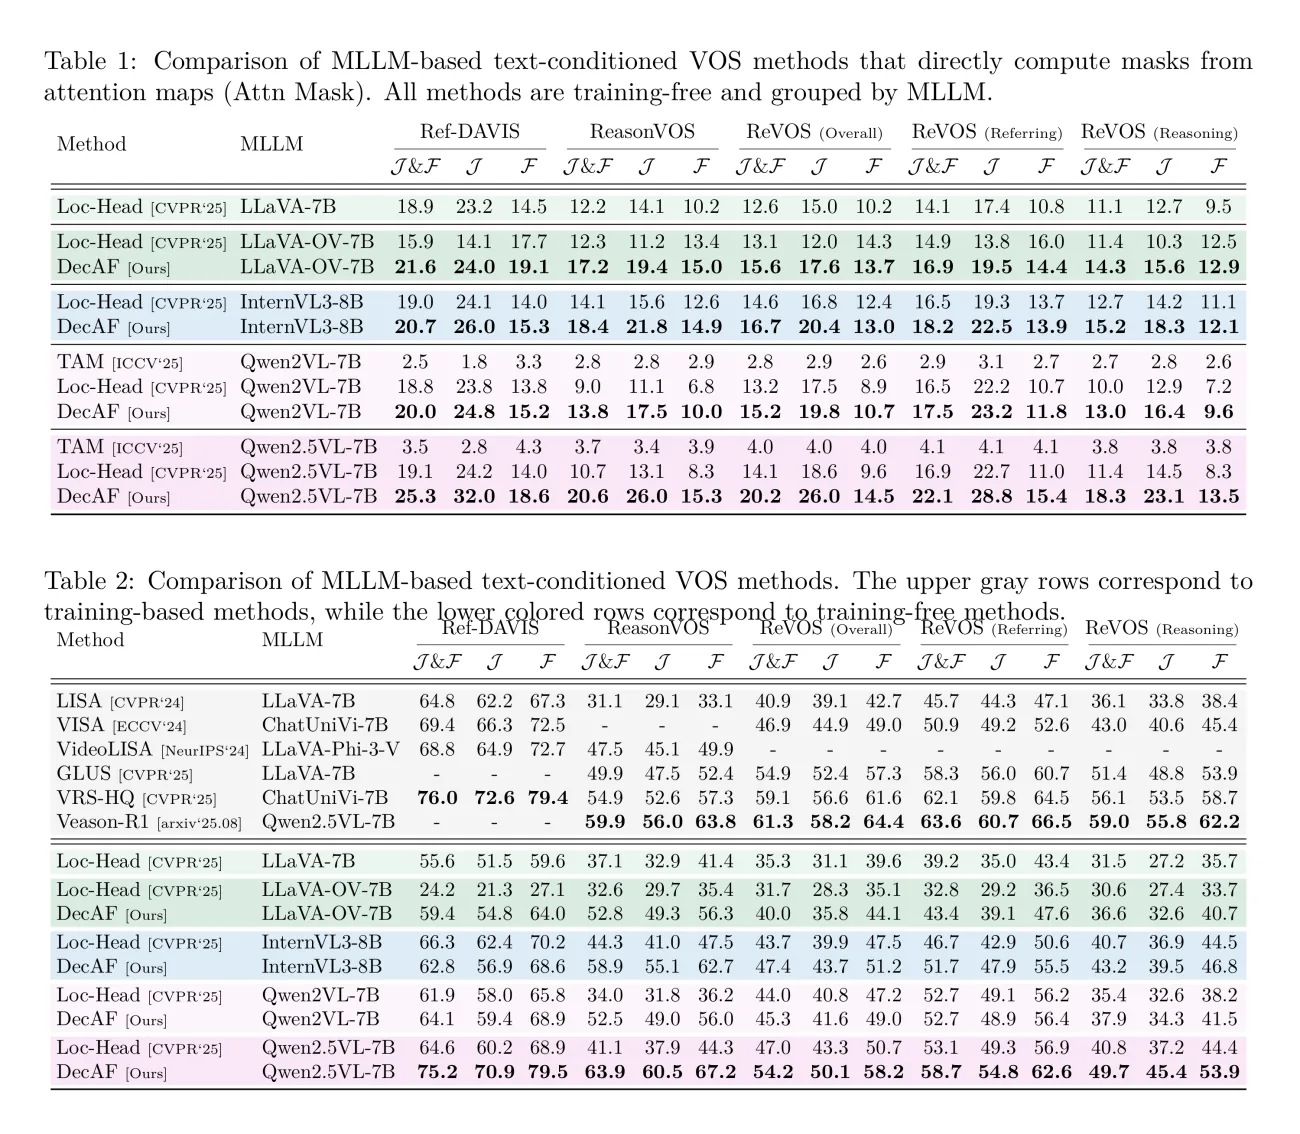 Table 1: Comparison of MLLM-based text-conditioned VOS methods that directly compute masks from
attention maps (Attn Mask). All methods are training-free and grouped by MLLM.
Method MLLM Ref-DAVIS ReasonVOS ReVOS (Overall) ReVOS (Referring) ReVOS (Reasoning)
J&F J F J&F J F J&F J F J&F J F J&F J F
Loc-Head [CVPR‘25] LLaVA-7B 18.9 23.2 14.5 12.2 14.1 10.2 12.6 15.0 10.2 14.1 17.4 10.8 11.1 12.7 9.5
Loc-Head [CVPR‘25] LLaVA-OV-7B 15.9 14.1 17.7 12.3 11.2 13.4 13.1 12.0 14.3 14.9 13.8 16.0 11.4 10.3 12.5
DecAF [Ours] LLaVA-OV-7B 21.6 24.0 19.1 17.2 19.4 15.0 15.6 17.6 13.7 16.9 19.5 14.4 14.3 15.6 12.9
Loc-Head [CVPR‘25] InternVL3-8B 19.0 24.1 14.0 14.1 15.6 12.6 14.6 16.8 12.4 16.5 19.3 13.7 12.7 14.2 11.1
DecAF [Ours] InternVL3-8B 20.7 26.0 15.3 18.4 21.8 14.9 16.7 20.4 13.0 18.2 22.5 13.9 15.2 18.3 12.1
TAM [ICCV‘25] Qwen2VL-7B 2.5 1.8 3.3 2.8 2.8 2.9 2.8 2.9 2.6 2.9 3.1 2.7 2.7 2.8 2.6
Loc-Head [CVPR‘25] Qwen2VL-7B 18.8 23.8 13.8 9.0 11.1 6.8 13.2 17.5 8.9 16.5 22.2 10.7 10.0 12.9 7.2
DecAF [Ours] Qwen2VL-7B 20.0 24.8 15.2 13.8 17.5 10.0 15.2 19.8 10.7 17.5 23.2 11.8 13.0 16.4 9.6
TAM [ICCV‘25] Qwen2.5VL-7B 3.5 2.8 4.3 3.7 3.4 3.9 4.0 4.0 4.0 4.1 4.1 4.1 3.8 3.8 3.8
Loc-Head [CVPR‘25] Qwen2.5VL-7B 19.1 24.2 14.0 10.7 13.1 8.3 14.1 18.6 9.6 16.9 22.7 11.0 11.4 14.5 8.3
DecAF [Ours] Qwen2.5VL-7B 25.3 32.0 18.6 20.6 26.0 15.3 20.2 26.0 14.5 22.1 28.8 15.4 18.3 23.1 13.5
Table 2: Comparison of MLLM-based text-conditioned VOS methods. The upper gray rows correspond to
training-based methods, while the lower colored rows correspond to training-free methods.
Method MLLM Ref-DAVIS ReasonVOS ReVOS (Overall) ReVOS (Referring) ReVOS (Reasoning)
J&F J F J&F J F J&F J F J&F J F J&F J F
LISA [CVPR‘24] LLaVA-7B 64.8 62.2 67.3 31.1 29.1 33.1 40.9 39.1 42.7 45.7 44.3 47.1 36.1 33.8 38.4
VISA [ECCV‘24] ChatUniVi-7B 69.4 66.3 72.5 - - - 46.9 44.9 49.0 50.9 49.2 52.6 43.0 40.6 45.4
VideoLISA [NeurIPS‘24] LLaVA-Phi-3-V 68.8 64.9 72.7 47.5 45.1 49.9 - - - - - - - - -
GLUS [CVPR‘25] LLaVA-7B - - - 49.9 47.5 52.4 54.9 52.4 57.3 58.3 56.0 60.7 51.4 48.8 53.9
VRS-HQ [CVPR‘25] ChatUniVi-7B 76.0 72.6 79.4 54.9 52.6 57.3 59.1 56.6 61.6 62.1 59.8 64.5 56.1 53.5 58.7
Veason-R1 [arxiv‘25.08] Qwen2.5VL-7B - - - 59.9 56.0 63.8 61.3 58.2 64.4 63.6 60.7 66.5 59.0 55.8 62.2
Loc-Head [CVPR‘25] LLaVA-7B 55.6 51.5 59.6 37.1 32.9 41.4 35.3 31.1 39.6 39.2 35.0 43.4 31.5 27.2 35.7
Loc-Head [CVPR‘25] LLaVA-OV-7B 24.2 21.3 27.1 32.6 29.7 35.4 31.7 28.3 35.1 32.8 29.2 36.5 30.6 27.4 33.7
DecAF [Ours] LLaVA-OV-7B 59.4 54.8 64.0 52.8 49.3 56.3 40.0 35.8 44.1 43.4 39.1 47.6 36.6 32.6 40.7
Loc-Head [CVPR‘25] InternVL3-8B 66.3 62.4 70.2 44.3 41.0 47.5 43.7 39.9 47.5 46.7 42.9 50.6 40.7 36.9 44.5
DecAF [Ours] InternVL3-8B 62.8 56.9 68.6 58.9 55.1 62.7 47.4 43.7 51.2 51.7 47.9 55.5 43.2 39.5 46.8
Loc-Head [CVPR‘25] Qwen2VL-7B 61.9 58.0 65.8 34.0 31.8 36.2 44.0 40.8 47.2 52.7 49.1 56.2 35.4 32.6 38.2
DecAF [Ours] Qwen2VL-7B 64.1 59.4 68.9 52.5 49.0 56.0 45.3 41.6 49.0 52.7 48.9 56.4 37.9 34.3 41.5
Loc-Head [CVPR‘25] Qwen2.5VL-7B 64.6 60.2 68.9 41.1 37.9 44.3 47.0 43.3 50.7 53.1 49.3 56.9 40.8 37.2 44.4
DecAF [Ours] Qwen2.5VL-7B 75.2 70.9 79.5 63.9 60.5 67.2 54.2 50.1 58.2 58.7 54.8 62.6 49.7 45.4 53.9